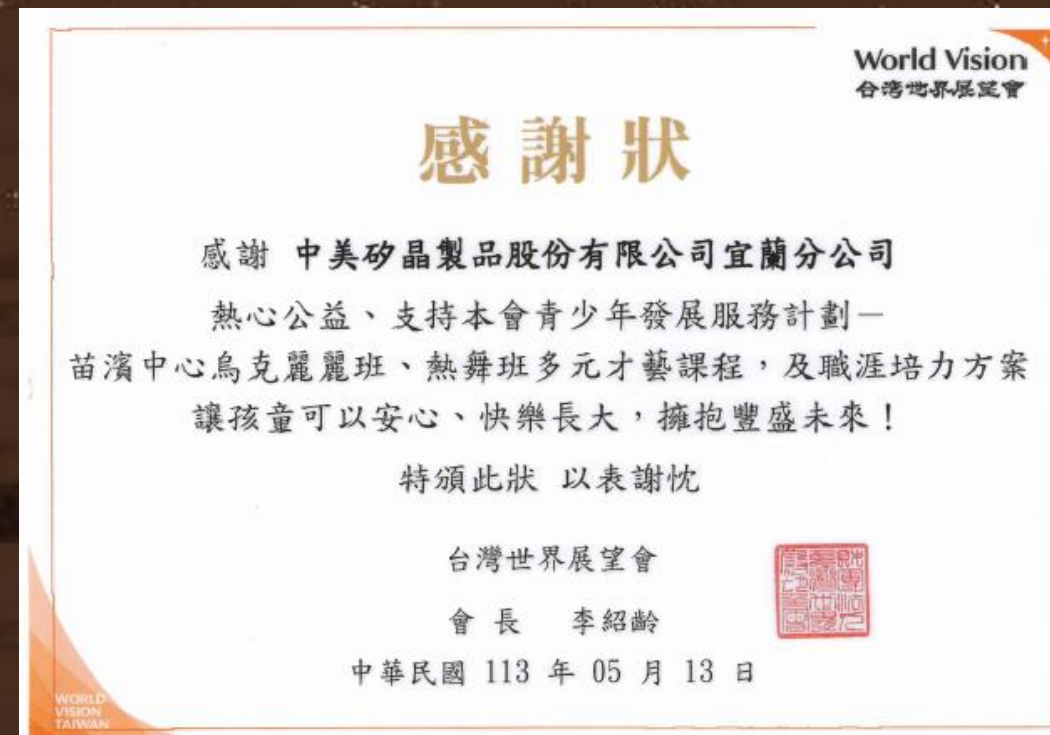 World Vision
台灣世界展望會
感謝狀
感謝 中美矽晶製品股份有限公司宜蘭分公司
熱心公益、支持本會青少年發展服務計劃－
苗濱中心烏克麗麗班、熱舞班多元才藝課程，及職涯培力方案
讓孩童可以安心、快樂長大，擁抱豐盛未來！
特頒此狀 以表謝忱
台灣世界展望會
會長 李紹齡
中華民國 113 年 05 月 13 日
WORLD
VISION
TAIWAN